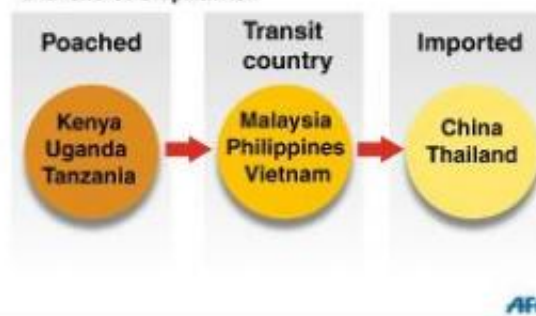 Poached
Kenya
Uganda
Tanzania
Transit
country
Malaysia
Philippines
Vietnam
Imported
China
Thailand